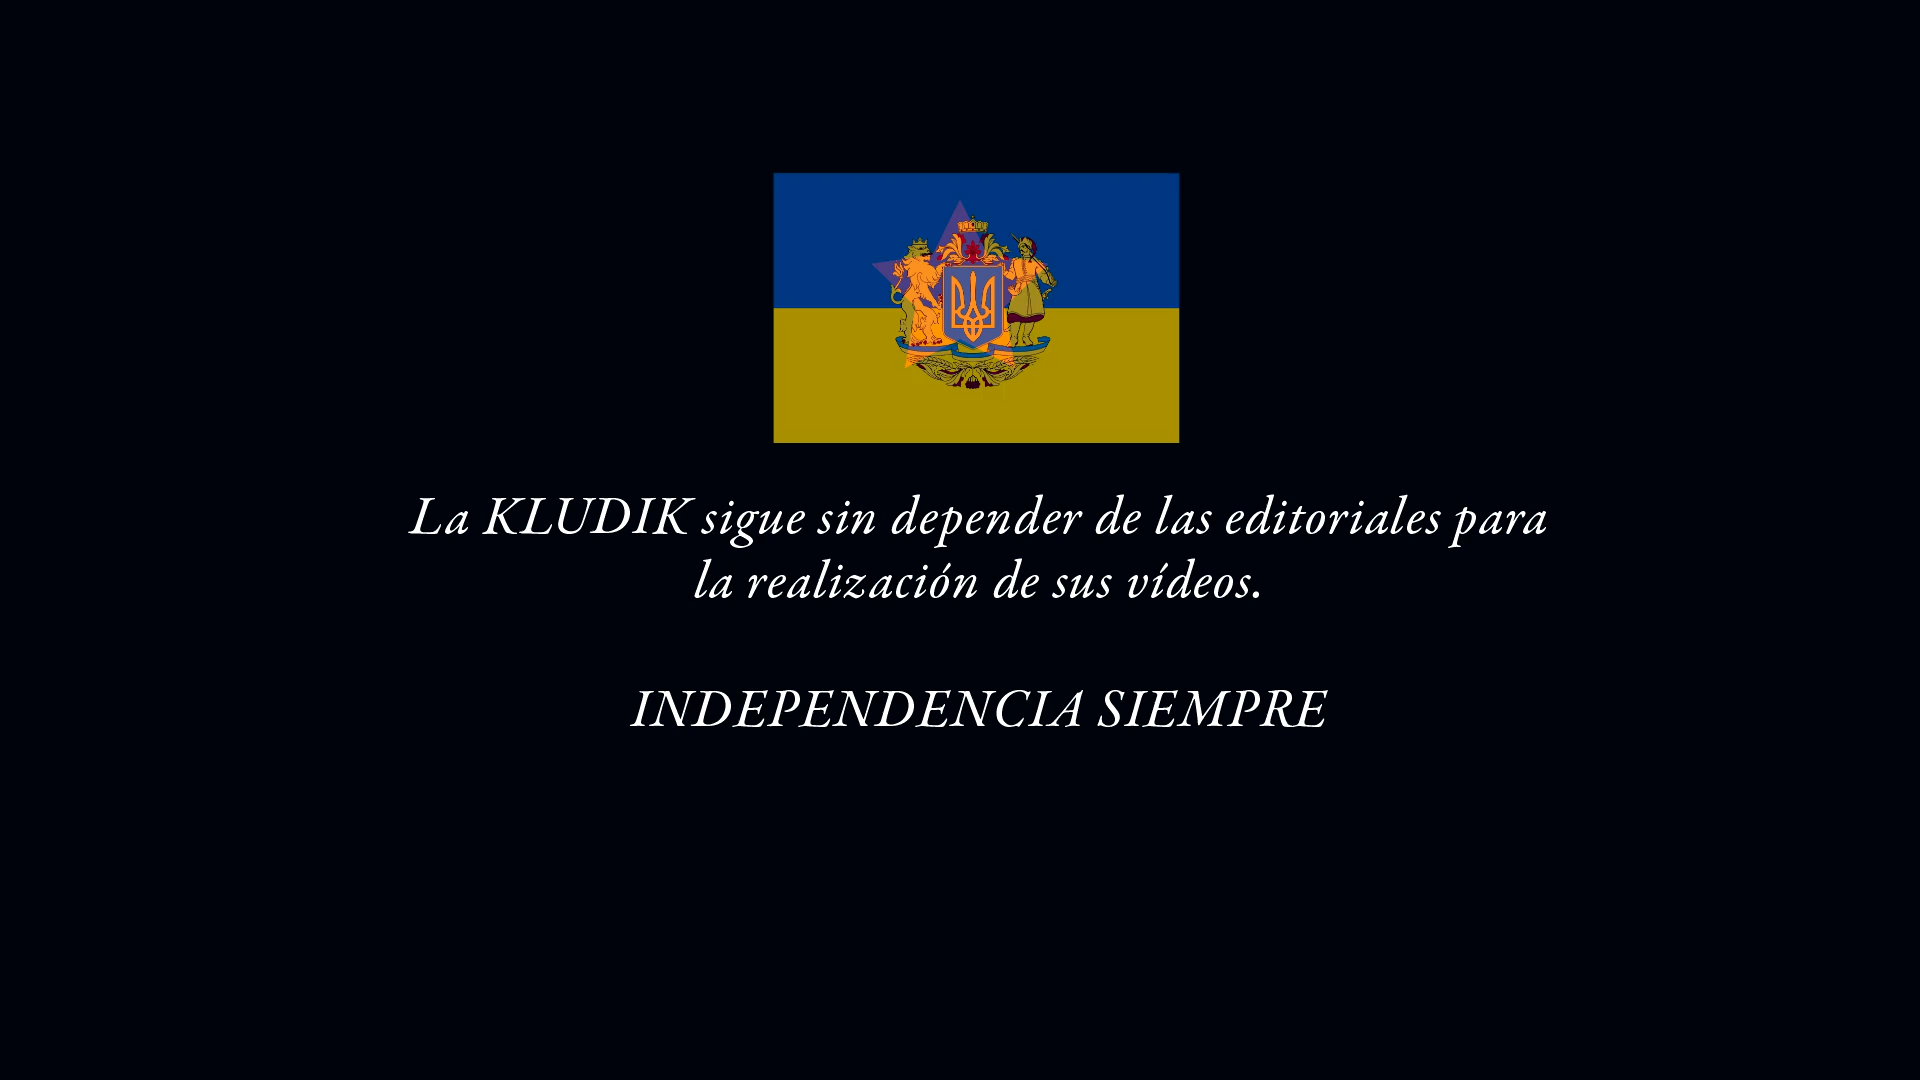 La KLUDIK sigue sin depender de las editoriales para
la realización de sus vídeos.
INDEPENDENCIA SIEMPRE